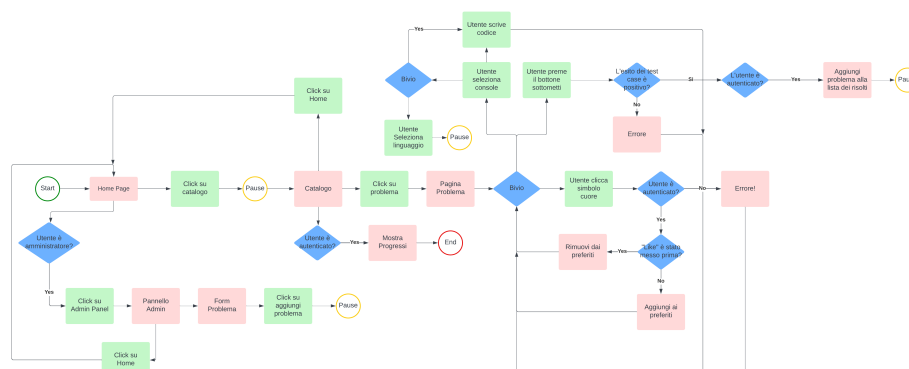 Utente scrive
codice
Yes
Bivio
Utente
seleziona
console
Utente preme
il bottone
sottometti
L'esito del test
case è
positivo?
Si
L'utente è
autenticato?
Yes
Aggiungi
problema alla
lista dei risolti
Pau
Click su
Home
No
Utente
Seleziona
linguaggio
Pause
Errore
Start
Home Page
Click su
catalogo
Pause
Catalogo
Click su
problema
Pagina
Problema
Bivio
Utente clicca
simbolo
cuore
Utente è
autenticato?
No
Errore!
Yes
Utente è
amministratore?
Utente è
autenticato?
Yes
Mostra
Progressi
End
Rimuovi dai
preferiti
Yes
"Like" è stato
messo prima?
No
Yes
Click su
Admin Panel
Pannello
Admin
Form
Problema
Click su
aggiungi
problema
Pause
Aggiungi ai
preferiti
Click su
Home